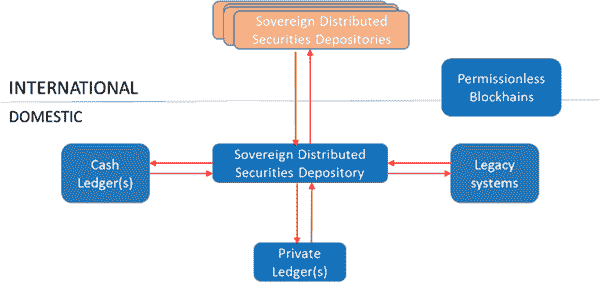 Sovereign Distributed
Securities Depositories
Permissionless
Blockhains
INTERNATIONAL
DOMESTIC
Cash
Ledger(s)
Sovereign Distributed
Securities Depository
Legacy
systems
Private
Ledger(s)